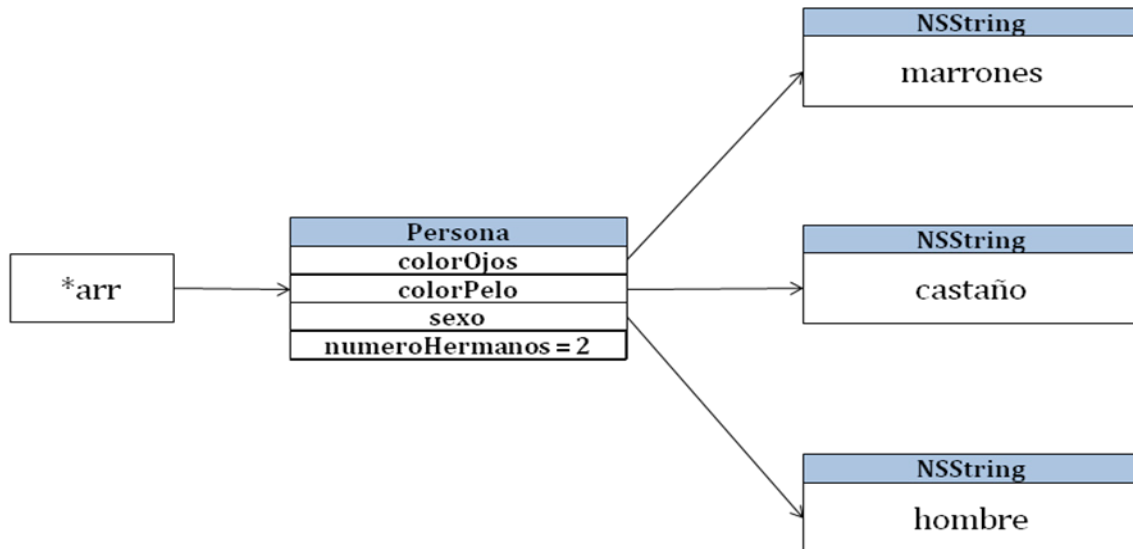 NSString
marrones
Persona
colorOjos
*arr
colorPelo
sexo
numeroHermanos = 2
NSString
castaño
NSString
hombre